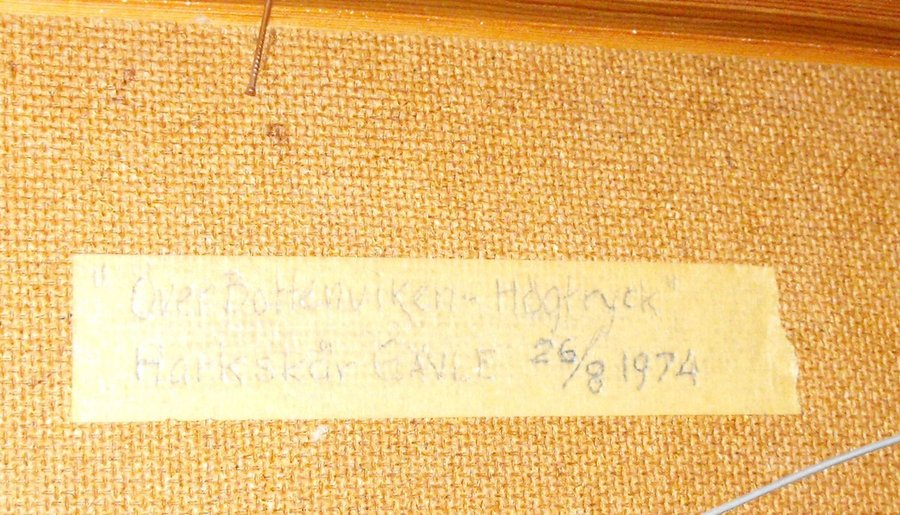 "Över Bottenviken - Högtryck"
Harkskär GÄVLE 26/8 1974